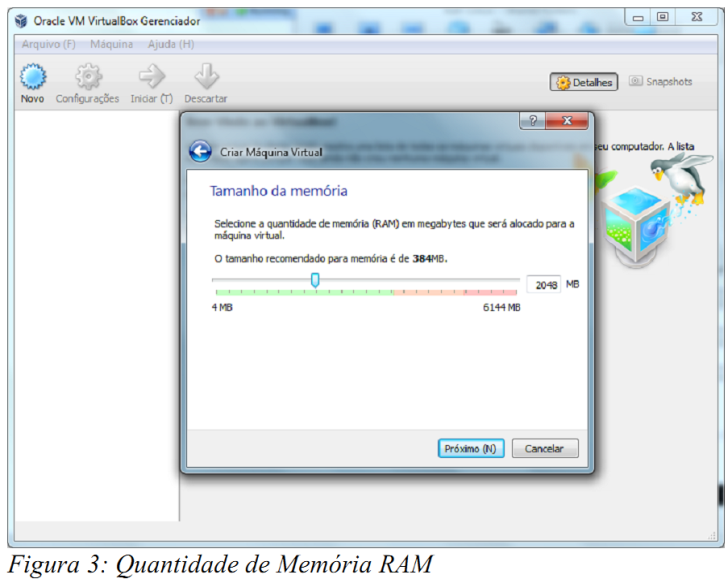 Oracle VM VirtualBox Gerenciador
Arquivo (F) Máquina Ajuda (H)
Novo Configurações Iniciar (T) Descartar
Detalhes Snapshots
seu computador. A lista
Criar Máquina Virtual
Tamanho da memória
Selecione a quantidade de memória (RAM) em megabytes que será alocado para a
máquina virtual.
O tamanho recomendado para memória é de 384MB.
2048 MB
4 MB 6144 MB
Próximo (N) Cancelar
Figura 3: Quantidade de Memória RAM